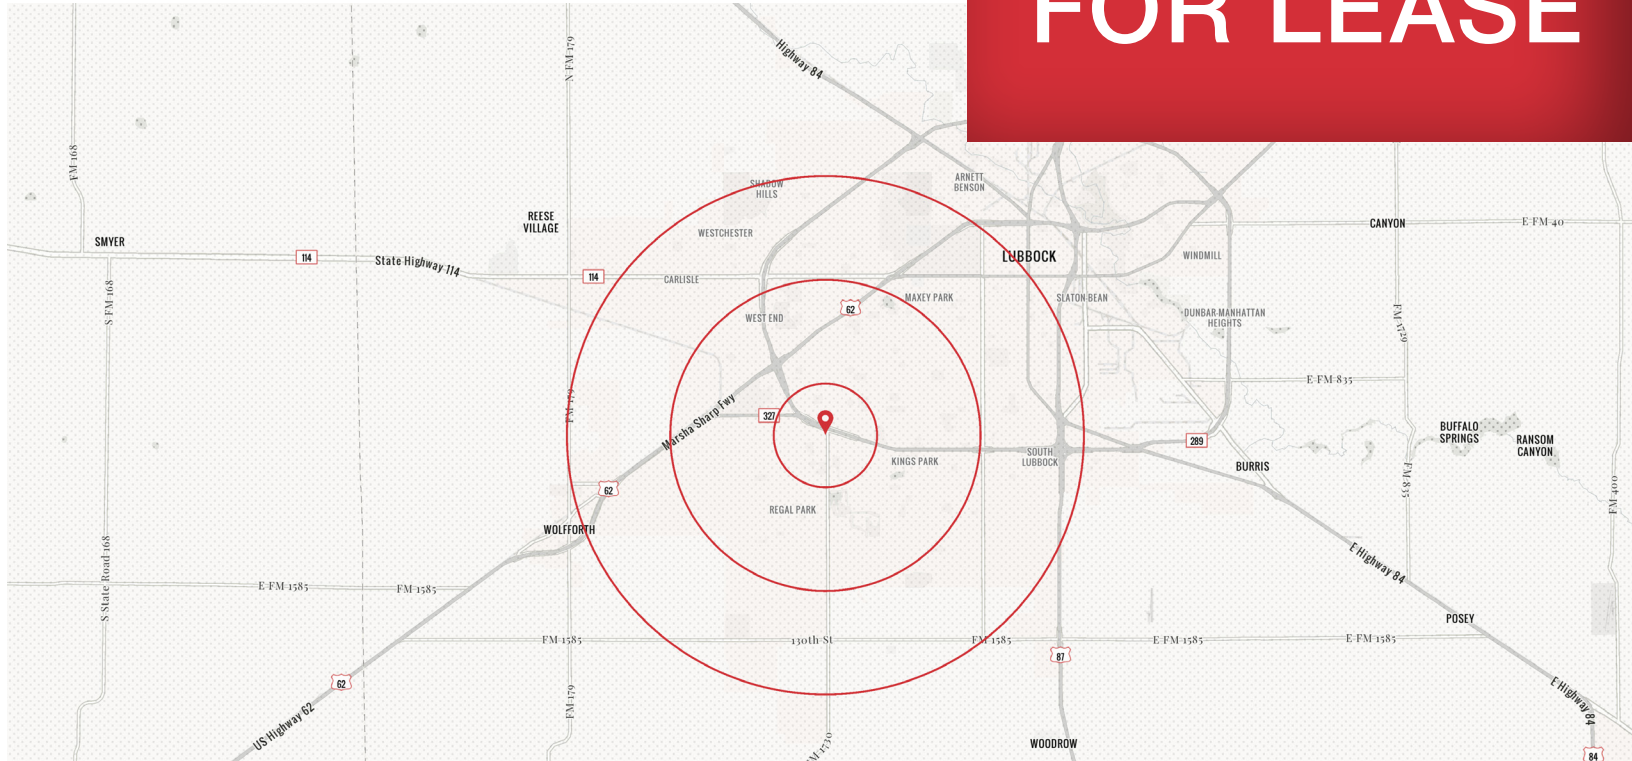 FOR LEASE
Highway 84
N FM 179
FM 168
SHADOW
HILLS
ARNETT
BENSON
REESE
VILLAGE
CANYON
E FM 40
WESTCHESTER
SMYER
LUBBOCK
WINDMILL
114
State Highway 114
114
CARLISLE
MAXEY PARK
SLATON BEAN
S FM 168
62
WEST END
DUNBAR-MANHATTAN
HEIGHTS
FM 1729
E FM 835
FM 179
Marsha Sharp Fwy
327
289
BUFFALO
SPRINGS
RANSOM
CANYON
KINGS PARK
SOUTH
LUBBOCK
BURRIS
FM 835
FM 400
62
REGAL PARK
WOLFFORTH
S State Road 168
E Highway 84
E FM 1585
FM 1585
POSEY
FM 1585
130th St
FM 1585
E FM 1585
E FM 1585
87
62
FM 179
E Highway 84
US Highway 62
FM 1730
WOODROW
84